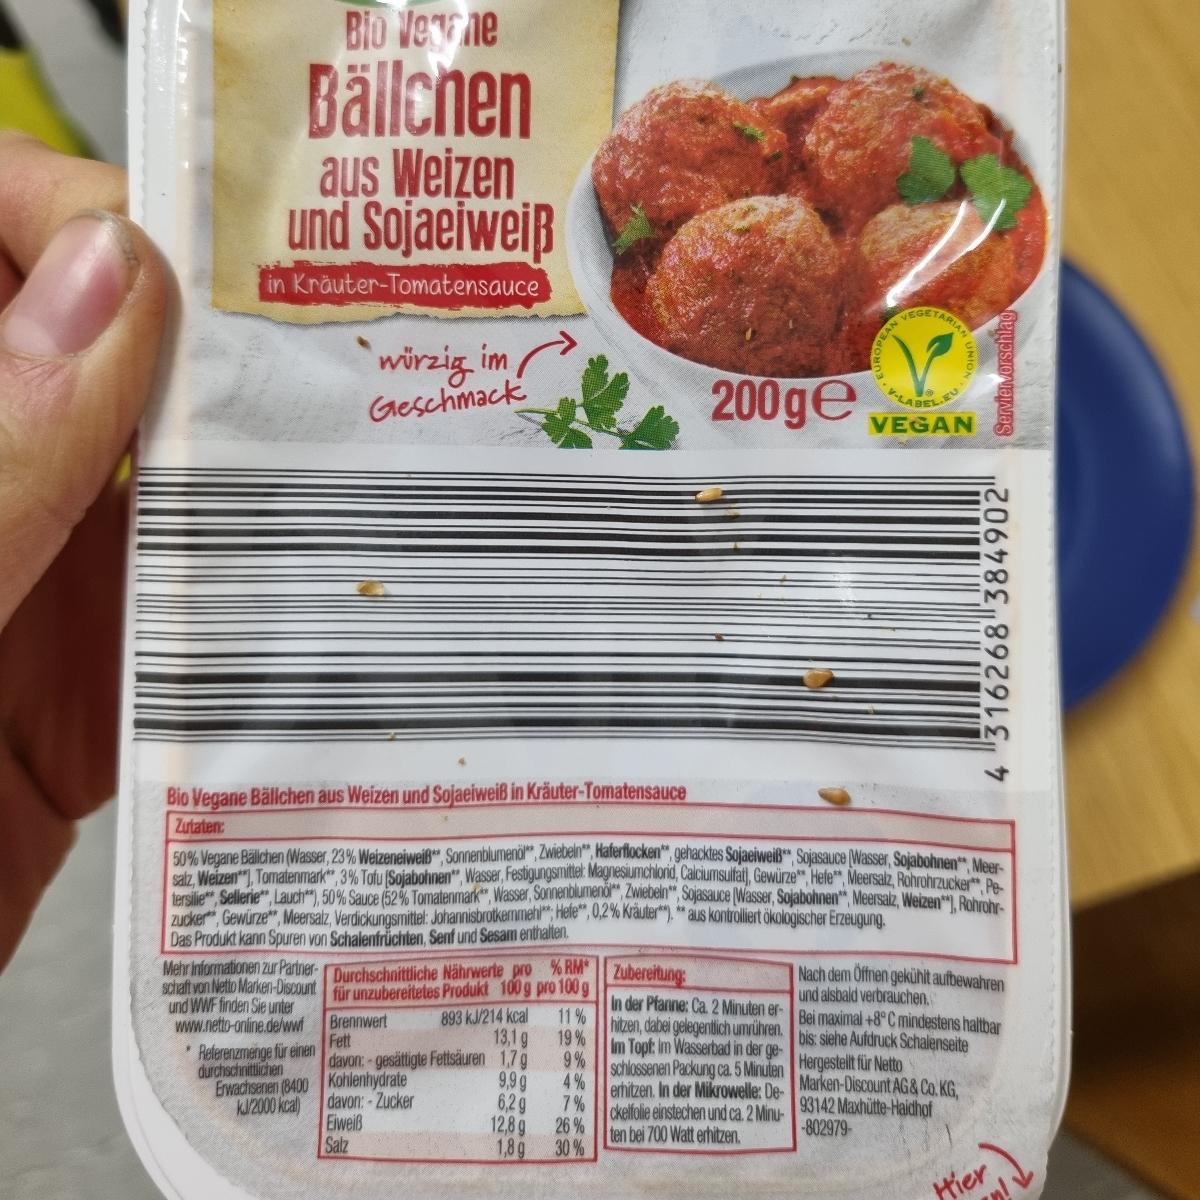 Bio Vegane
Bällchen
aus Weizen
und Sojaeiweiß
in Kräuter-Tomatensauce
würzig im
Geschmack
200 g e
EUROPEAN VEGETARIAN UNION
V-LABEL.EU
VEGAN
Serviervorschlag
4 316268 384902
Bio Vegane Bällchen aus Weizen und Sojaeiweiß in Kräuter-Tomatensauce
Zutaten:
50% Vegane Bällchen (Wasser, 23% Weizeneiweiß**, Sonnenblumenöl**, Zwiebeln**, Haferflocken**, gehacktes Sojaeiweiß**, Sojasauce [Wasser, Sojabohnen**, Meer-
salz, Weizen**], Tomatenmark**, 3% Tofu [Sojabohnen**, Wasser, Festigungsmittel: Magnesiumchlorid, Calciumsulfat], Gewürze**, Hefe**, Meersalz, Rohrohrzucker**, Pe-
tersilie**, Sellerie**, Lauch**), 50% Sauce (52% Tomatenmark**, Wasser, Sonnenblumenöl**, Zwiebeln**, Sojasauce [Wasser, Sojabohnen**, Meersalz, Weizen**], Rohrohr-
zucker**, Gewürze**, Meersalz, Verdickungsmittel: Johannisbrotkernmehl**; Hefe**, 0,2% Kräuter**). ** aus kontrolliert ökologischer Erzeugung.
Das Produkt kann Spuren von Schalenfrüchten, Senf und Sesam enthalten.
Mehr Informationen zur Partner-
schaft von Netto Marken-Discount
und WWF finden Sie unter
www.netto-online.de/wwf
* Referenzmenge für einen
durchschnittlichen
Erwachsenen (8400
kJ/2000 kcal)
Durchschnittliche Nährwerte pro % RM*
für unzubereitetes Produkt 100 g pro 100 g
Brennwert 893 kJ/214 kcal 11 %
Fett 13,1 g 19 %
davon: - gesättigte Fettsäuren 1,7 g 9 %
Kohlenhydrate 9,9 g 4 %
davon: - Zucker 6,2 g 7 %
Eiweiß 12,8 g 26 %
Salz 1,8 g 30 %
Zubereitung:
In der Pfanne: Ca. 2 Minuten er-
hitzen, dabei gelegentlich umrühren.
Im Topf: Im Wasserbad in der ge-
schlossenen Packung ca. 5 Minuten
erhitzen. In der Mikrowelle: De-
ckelfolie einstechen und ca. 2 Minu-
ten bei 700 Watt erhitzen.
Nach dem Öffnen gekühlt aufbewahren
und alsbald verbrauchen.
Bei maximal +8° C mindestens haltbar
bis: siehe Aufdruck Schalenseite
Hergestellt für Netto
Marken-Discount AG & Co. KG,
93142 Maxhütte-Haidhof
-802979-
Hier